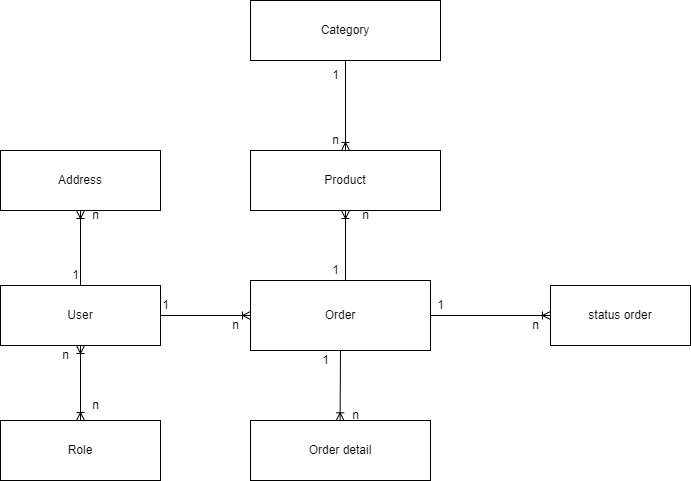 Category
1
n
Address
Product
n
n
1
1
User
1
n
Order
1
n
status order
n
1
n
n
Role
Order detail